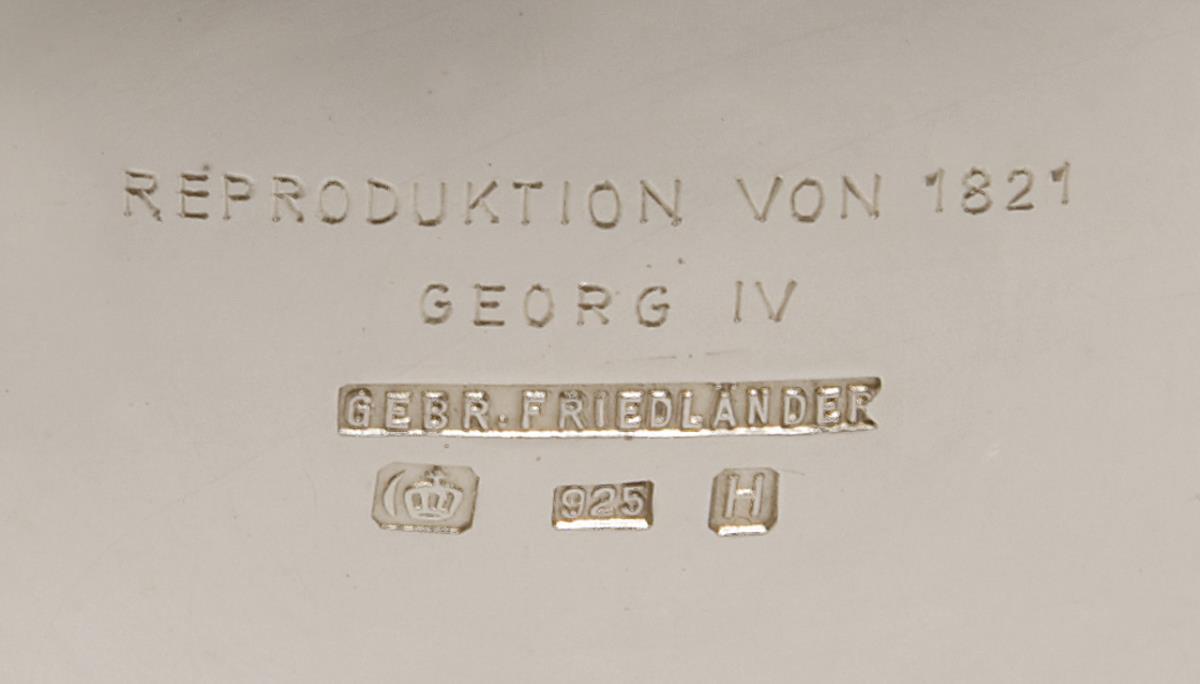 REPRODUKTION VON 1821
GEORG IV
GEBR. FRIEDLÄNDER
925 H